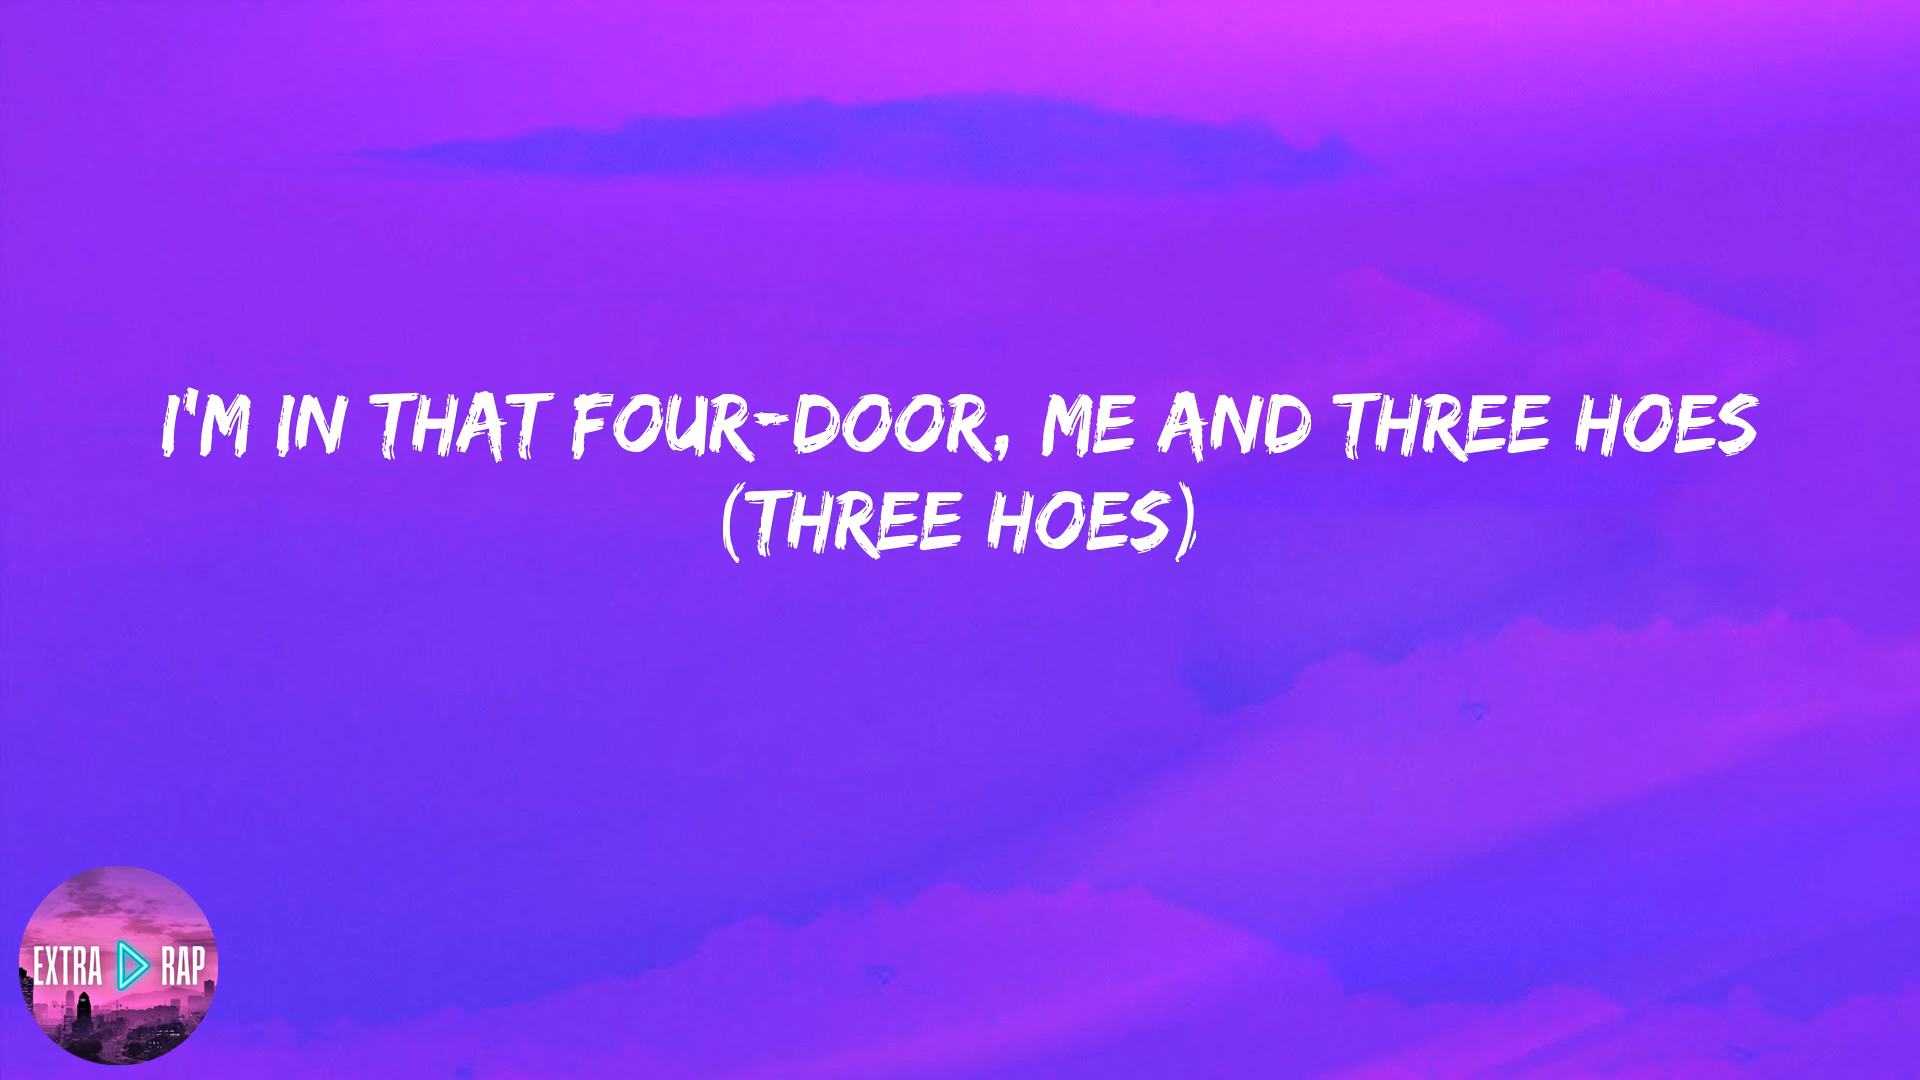 I'M IN THAT FOUR-DOOR, ME AND THREE HOES
(THREE HOES)
EXTRA RAP